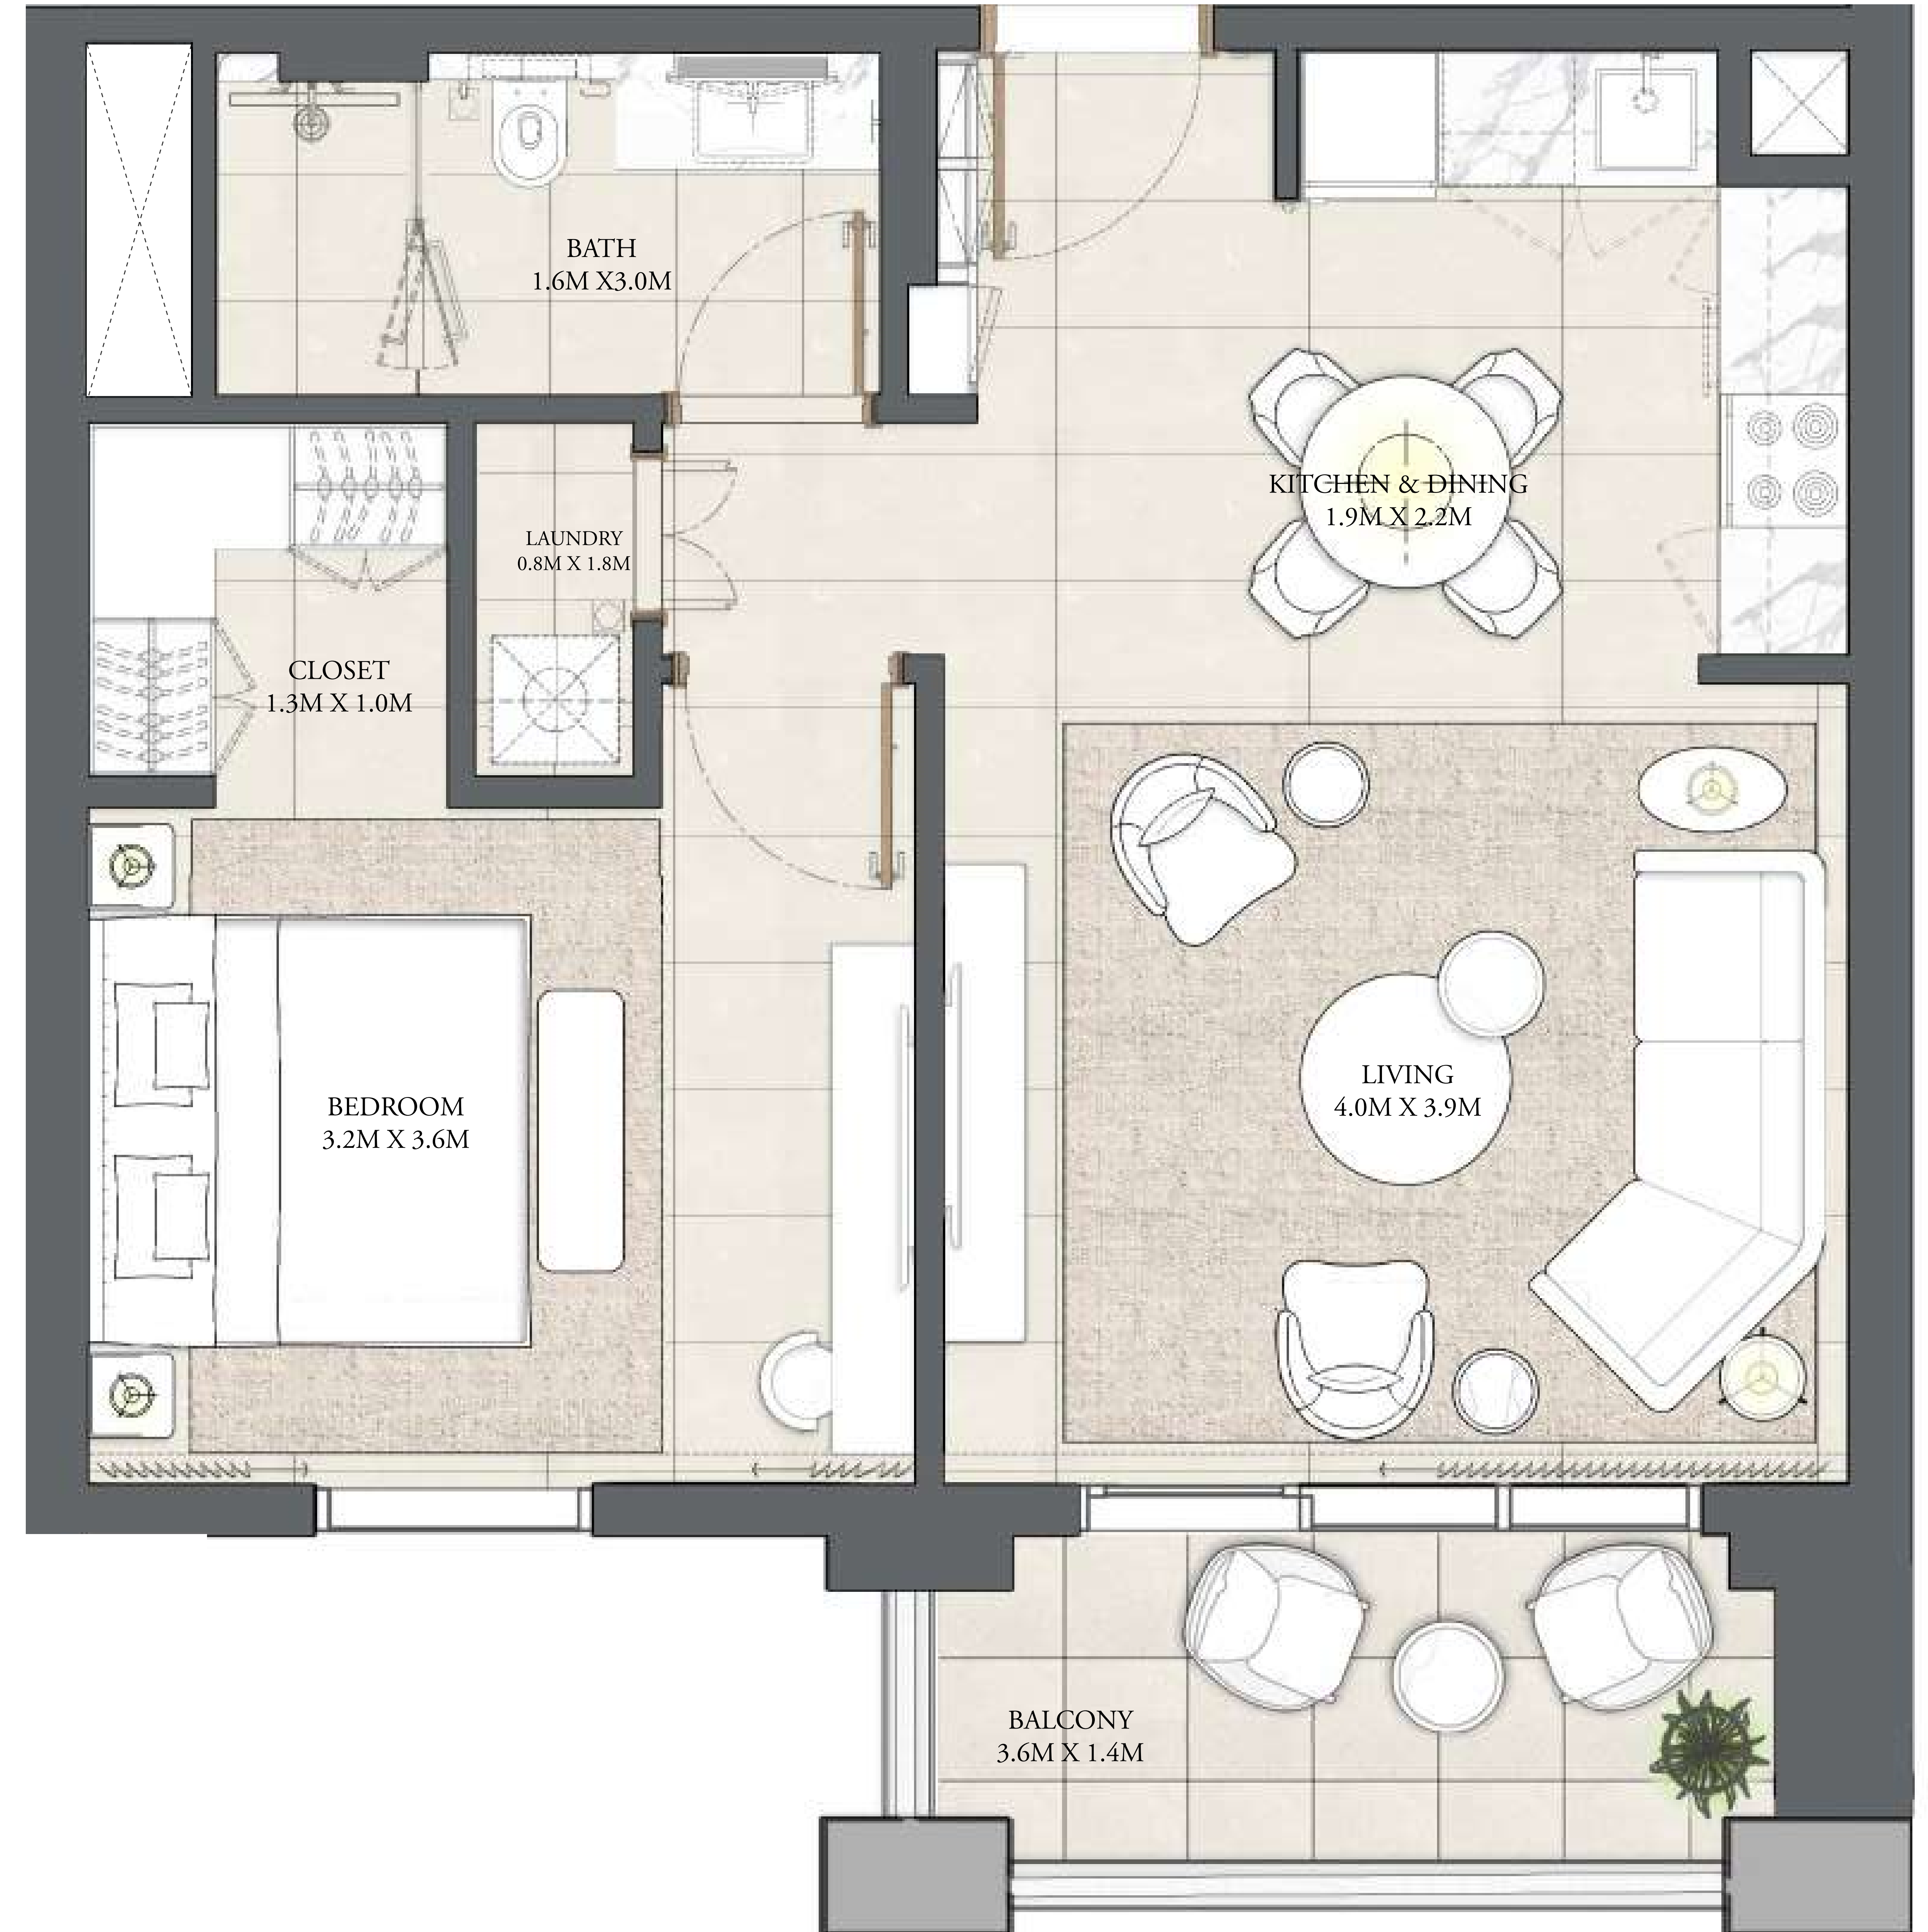 BATH
1.6M X3.0M
KITCHEN & DINING
1.9M X 2.2M
LAUNDRY
0.8M X 1.8M
CLOSET
1.3M X 1.0M
BEDROOM
3.2M X 3.6M
LIVING
4.0M X 3.9M
BALCONY
3.6M X 1.4M